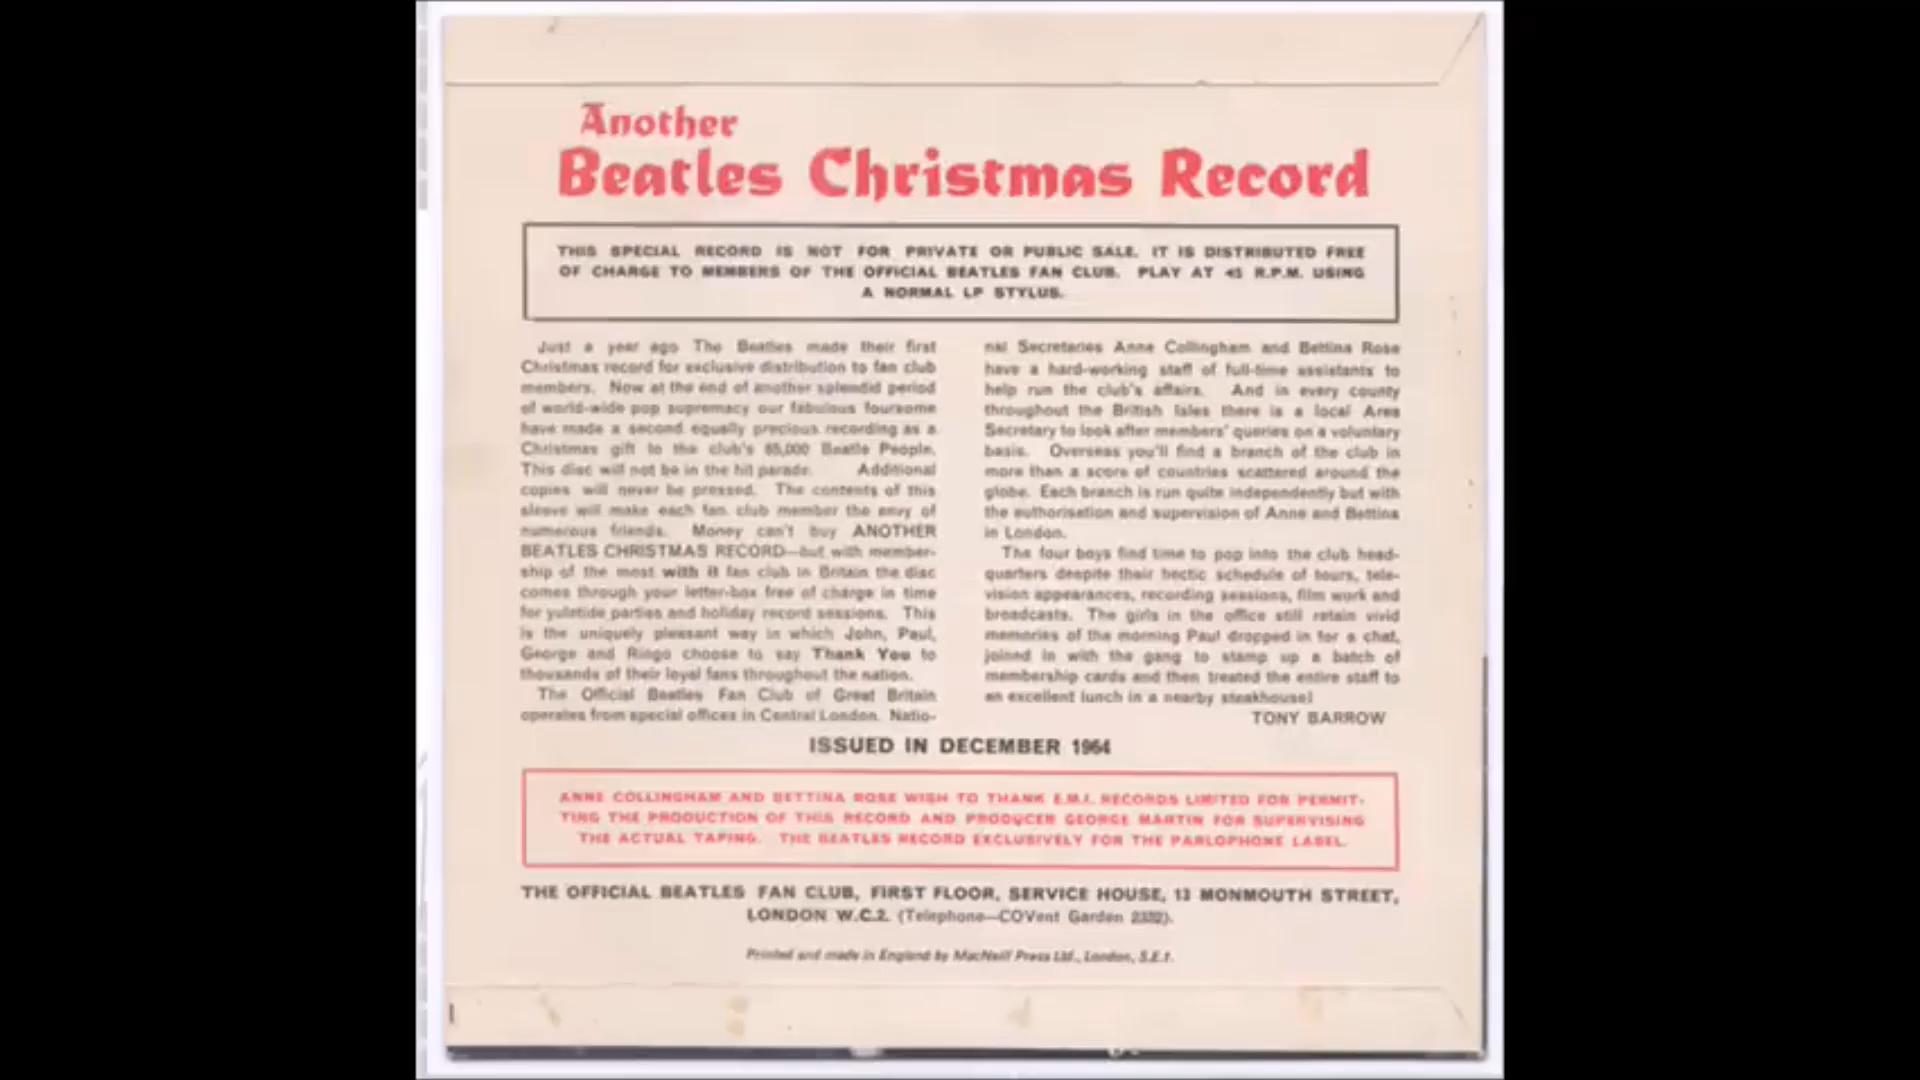 Another
Beatles Christmas Record
THIS SPECIAL RECORD IS NOT FOR PRIVATE OR PUBLIC SALE. IT IS DISTRIBUTED FREE
OF CHARGE TO MEMBERS OF THE OFFICIAL BEATLES FAN CLUB. PLAY AT 45 R.P.M. USING
A NORMAL LP STYLUS.
Just a year ago The Beatles made their first
Christmas record for exclusive distribution to fan club
members. Now at the end of another splendid period
of world-wide pop supremacy our fabulous foursome
have made a second equally precious recording as a
Christmas gift to the club's 65,000 Beatle People.
This disc will not be in the hit parade. Additional
copies will never be pressed. The contents of this
sleeve will make each fan club member the envy of
numerous friends. Money can't buy ANOTHER
BEATLES CHRISTMAS RECORD—but with member-
ship of the most with it fan club in Britain the disc
comes through your letter-box free of charge in time
for yuletide parties and holiday record sessions. This
is the uniquely pleasant way in which John, Paul,
George and Ringo choose to say Thank You to
thousands of their loyal fans throughout the nation.
The Official Beatles Fan Club of Great Britain
operates from special offices in Central London. Natio-
nal Secretaries Anne Collingham and Bettina Rose
have a hard-working staff of full-time assistants to
help run the club's affairs. And in every county
throughout the British Isles there is a local Area
Secretary to look after members' queries on a voluntary
basis. Overseas you'll find a branch of the club in
more than a score of countries scattered around the
globe. Each branch is run quite independently but with
the authorisation and supervision of Anne and Bettina
in London.
The four boys find time to pop into the club head-
quarters despite their hectic schedule of tours, tele-
vision appearances, recording sessions, film work and
broadcasts. The girls in the office still retain vivid
memories of the morning Paul dropped in for a chat,
joined in with the gang to stamp up a batch of
membership cards and then treated the entire staff to
an excellent lunch in a nearby steakhouse!
TONY BARROW
ISSUED IN DECEMBER 1964
ANNE COLLINGHAM AND BETTINA ROSE WISH TO THANK E.M.I. RECORDS LIMITED FOR PERMIT-
TING THE PRODUCTION OF THIS RECORD AND PRODUCER GEORGE MARTIN FOR SUPERVISING
THE ACTUAL TAPING. THE BEATLES RECORD EXCLUSIVELY FOR THE PARLOPHONE LABEL.
THE OFFICIAL BEATLES FAN CLUB, FIRST FLOOR, SERVICE HOUSE, 13 MONMOUTH STREET,
LONDON W.C.2. (Telephone—COVent Garden 2332).
Printed and made in England by MacNeill Press Ltd., London, S.E.1.